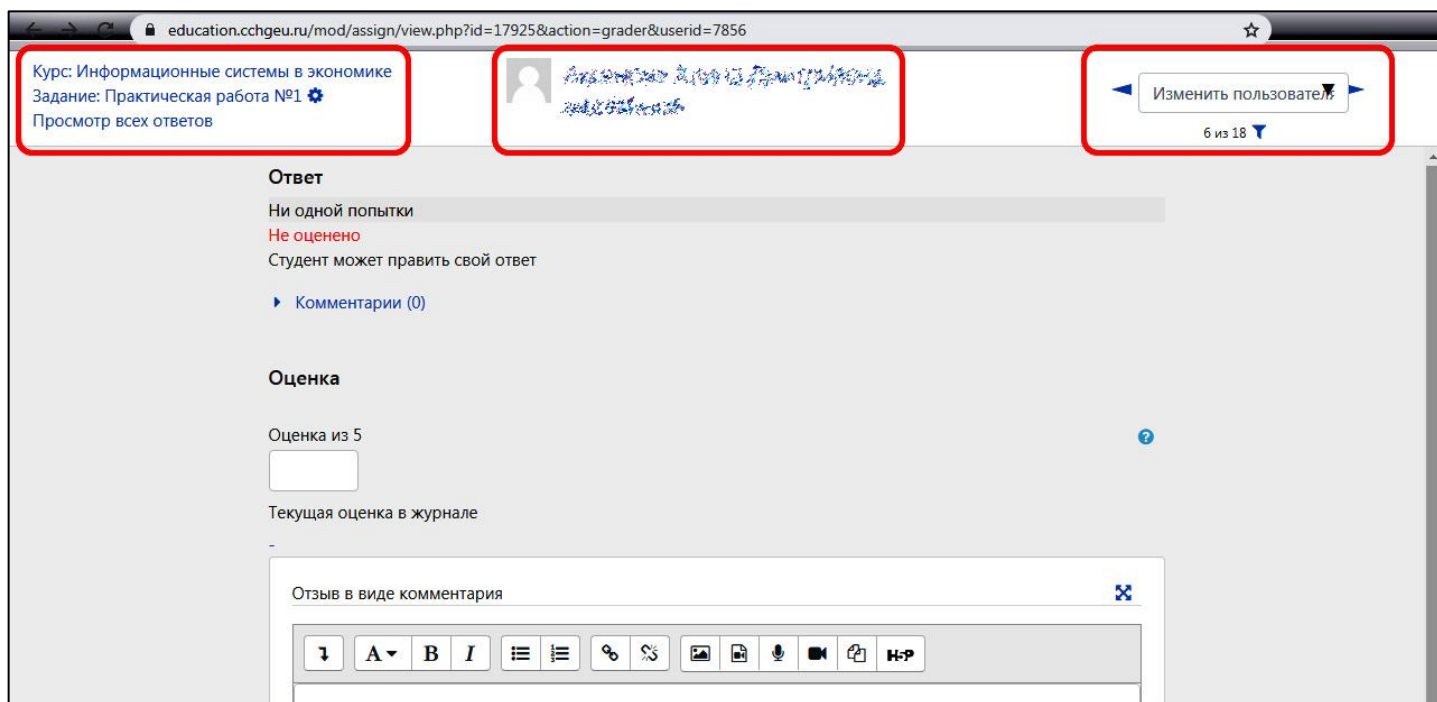 education.cchgeu.ru/mod/assign/view.php?id=17925&action=grader&userid=7856
Курс: Информационные системы в экономике
Задание: Практическая работа №1
Просмотр всех ответов
Изменить пользователя
6 из 18
Ответ
Ни одной попытки
Не оценено
Студент может править свой ответ
Комментарии (0)
Оценка
Оценка из 5
Текущая оценка в журнале
-
Отзыв в виде комментария
A B I H-P